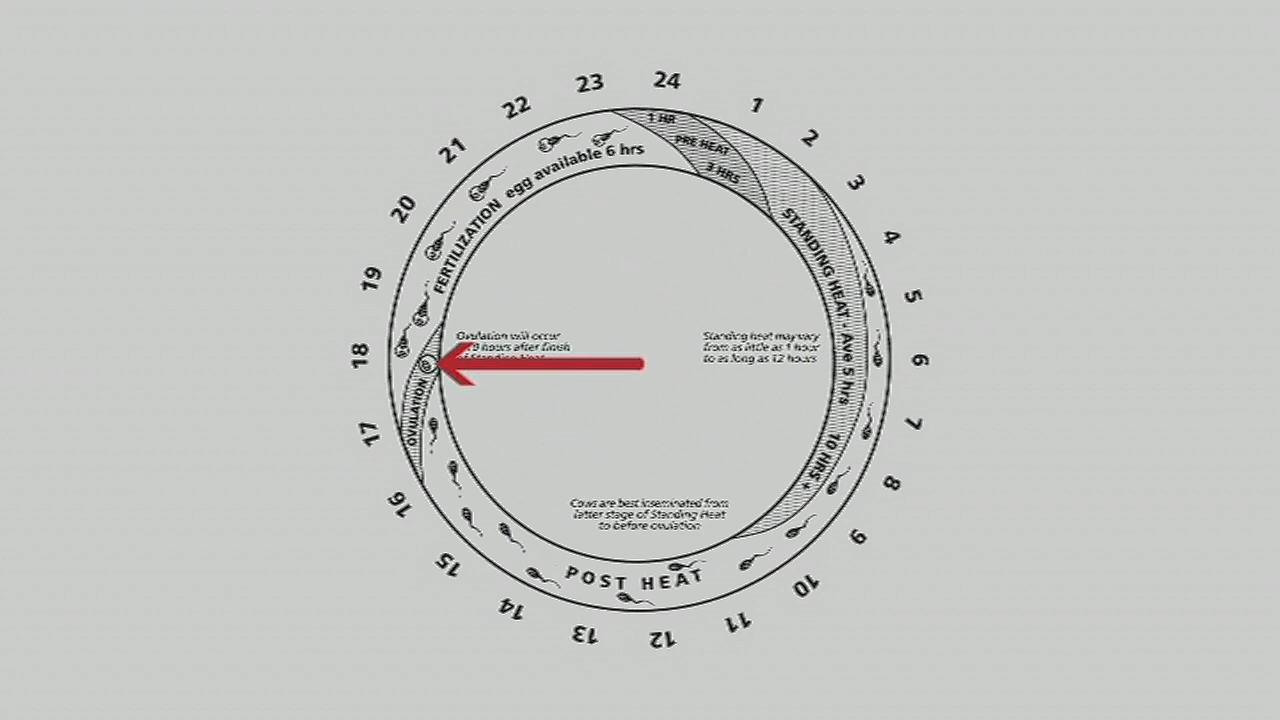 24
1
2
3
4
5
6
7
8
9
10
11
12
13
14
15
16
17
18
19
20
21
22
23
1 HR
PRE HEAT
3 HRS
STANDING HEAT - Ave 5 hrs
10 HRS +
POST HEAT
OVULATION
FERTILIZATION egg available 6 hrs
Ovulation will occur
9 hours after finish
Standing heat may vary
from as little as 1 hour
to as long as 12 hours
Cows are best inseminated from
latter stage of Standing Heat
to before ovulation